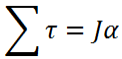 ∑ τ = Jα